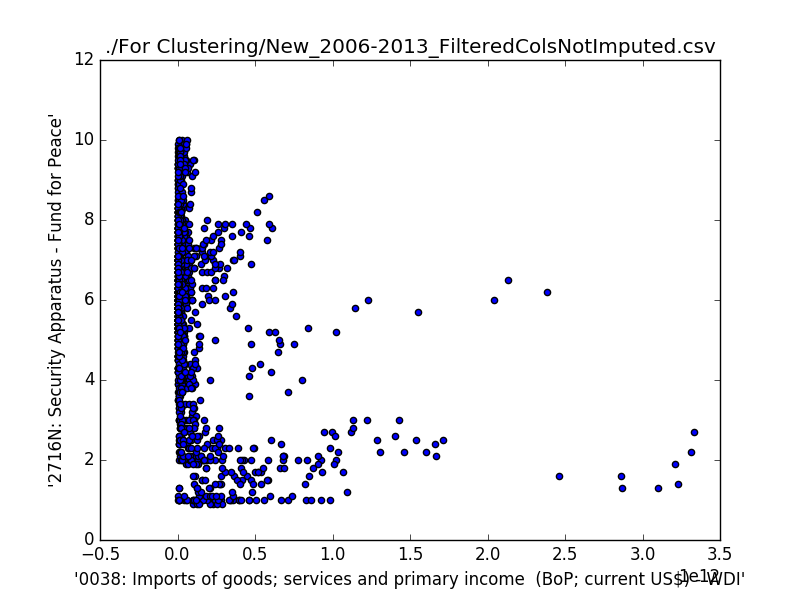 ./For Clustering/New_2006-2013_FilteredColsNotImputed.csv
12
10
8
6
4
2
0
'2716N: Security Apparatus - Fund for Peace'
−0.5 0.0 0.5 1.0 1.5 2.0 2.5 3.0 3.5
1e12
'0038: Imports of goods; services and primary income (BoP; current US$) - WDI'